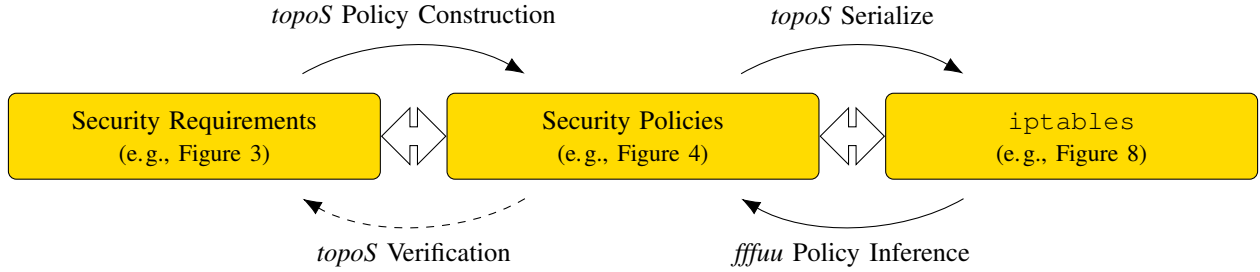 topoS Policy Construction
topoS Serialize
Security Requirements
(e.g., Figure 3)
Security Policies
(e.g., Figure 4)
iptables
(e.g., Figure 8)
topoS Verification
fffuu Policy Inference